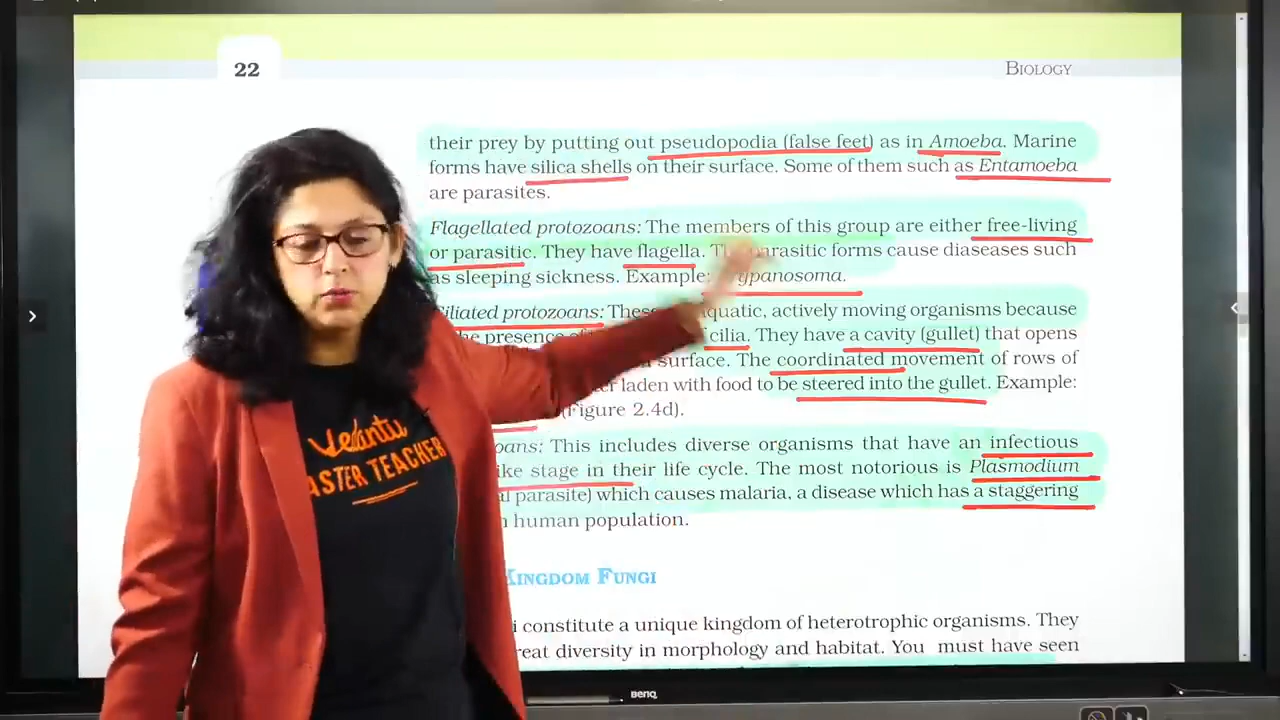 22
BIOLOGY
their prey by putting out pseudopodia (false feet) as in Amoeba. Marine
forms have silica shells on their surface. Some of them such as Entamoeba
are parasites.
Flagellated protozoans: The members of this group are either free-living
or parasitic. They have flagella. parasitic forms cause diaseases such
as sleeping sickness. Example: ypanosoma.
Ciliated protozoans: These aquatic, actively moving organisms because
the presence of cilia. They have a cavity (gullet) that opens
surface. The coordinated movement of rows of
laden with food to be steered into the gullet. Example:
(Figure 2.4d).
oans: This includes diverse organisms that have an infectious
ike stage in their life cycle. The most notorious is Plasmodium
parasite) which causes malaria, a disease which has a staggering
human population.
KINGDOM FUNGI
i constitute a unique kingdom of heterotrophic organisms. They
reat diversity in morphology and habitat. You must have seen
Vedantu
ASTER TEACHER
BENQ